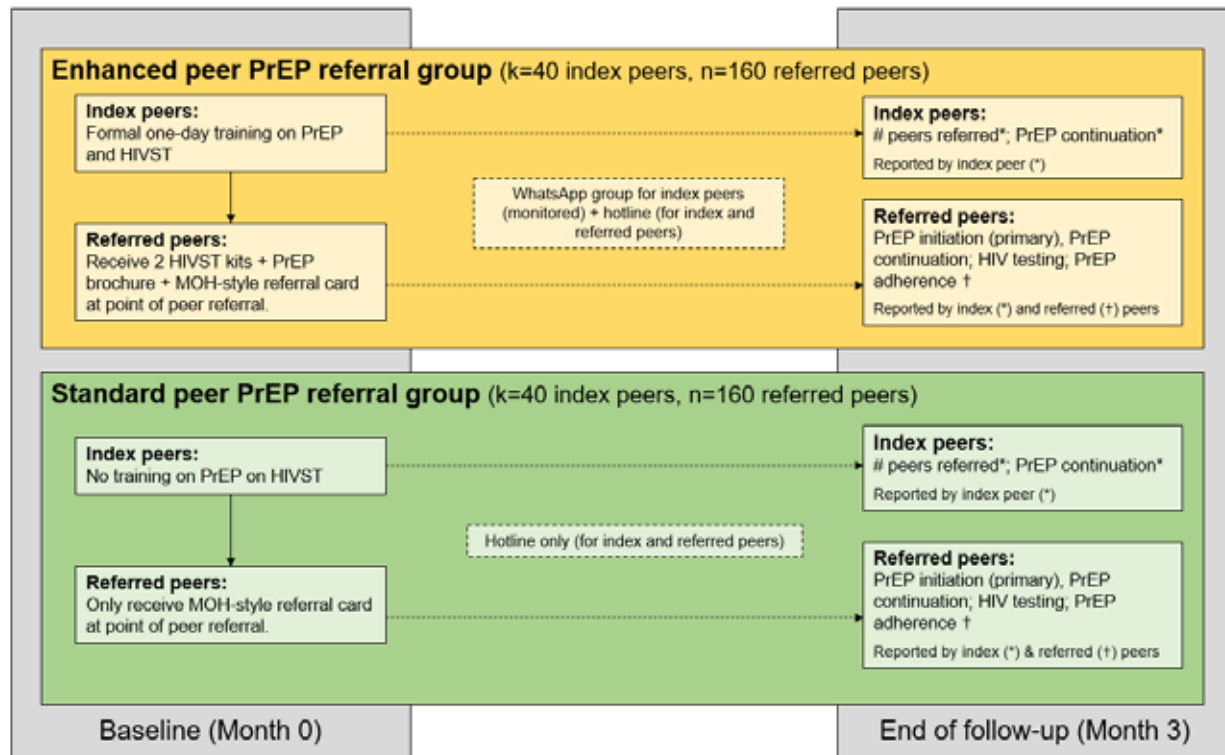 Enhanced peer PrEP referral group (k=40 index peers, n=160 referred peers)
Index peers:
Formal one-day training on PrEP
and HIVST
Index peers:
# peers referred*; PrEP continuation*
Reported by index peer (*)
WhatsApp group for index peers
(monitored) + hotline (for index and
referred peers)
Referred peers:
Receive 2 HIVST kits + PrEP
brochure + MOH-style referral card
at point of peer referral.
Referred peers:
PrEP initiation (primary), PrEP
continuation; HIV testing; PrEP
adherence †
Reported by index (*) and referred (†) peers
Standard peer PrEP referral group (k=40 index peers, n=160 referred peers)
Index peers:
No training on PrEP on HIVST
Index peers:
# peers referred*; PrEP continuation*
Reported by index peer (*)
Hotline only (for index and referred peers)
Referred peers:
Only receive MOH-style referral card
at point of peer referral.
Referred peers:
PrEP initiation (primary), PrEP
continuation; HIV testing; PrEP
adherence †
Reported by index (*) & referred (†) peers
Baseline (Month 0)
End of follow-up (Month 3)